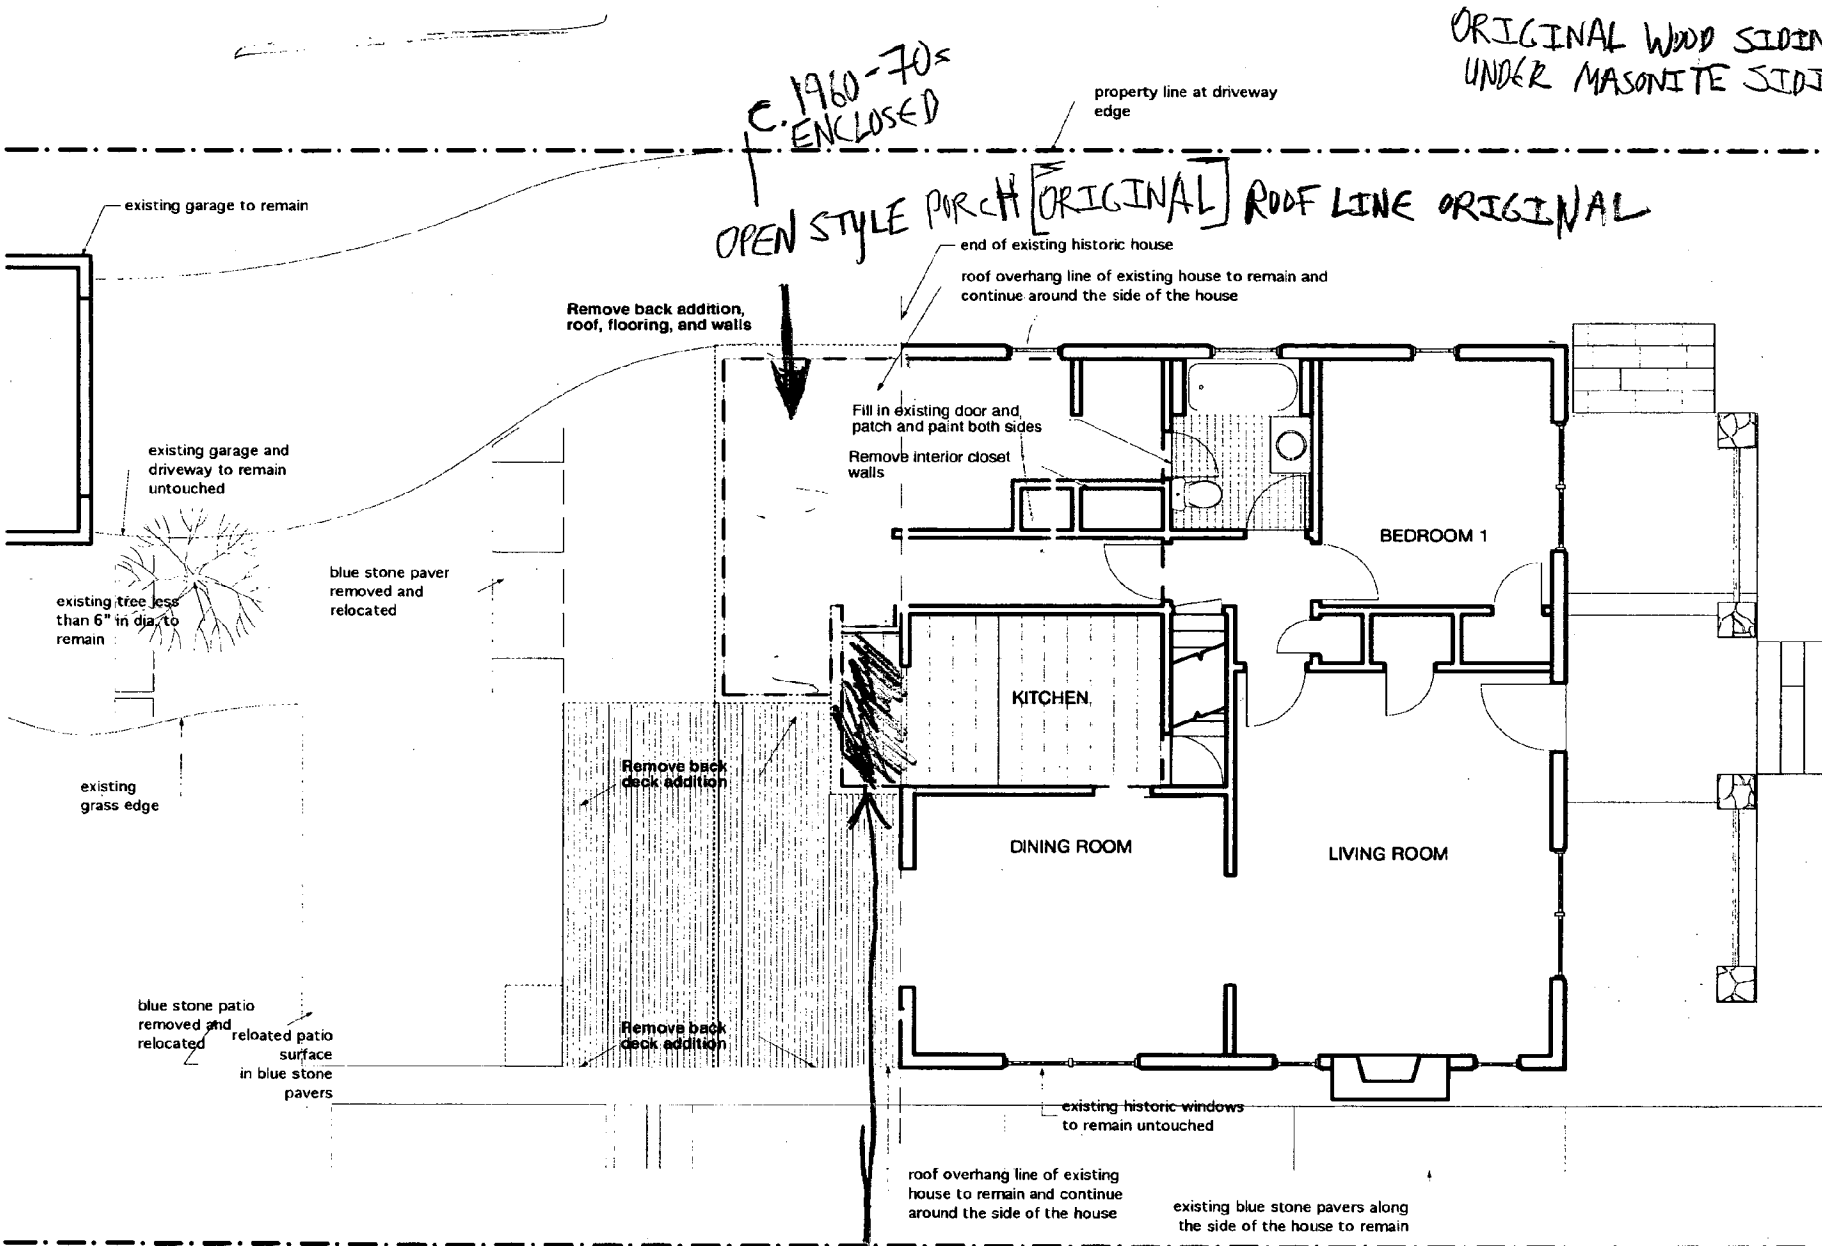 ORIGINAL WOOD SIDIN
UNDER MASONITE SIDI
C. 1960-70s
ENCLOSED
property line at driveway
edge
OPEN STYLE PORCH [ORIGINAL] ROOF LINE ORIGINAL
existing garage to remain
end of existing historic house
roof overhang line of existing house to remain and
continue around the side of the house
Remove back addition,
roof, flooring, and walls
Fill in existing door and
patch and paint both sides
Remove interior closet
walls
existing garage and
driveway to remain
untouched
BEDROOM 1
blue stone paver
removed and
relocated
existing tree less
than 6" in dia. to
remain
KITCHEN
Remove back
deck addition
existing
grass edge
DINING ROOM
LIVING ROOM
blue stone patio
removed and
relocated
reloated patio
surface
in blue stone
pavers
Remove back
deck addition
existing historic windows
to remain untouched
roof overhang line of existing
house to remain and continue
around the side of the house
existing blue stone pavers along
the side of the house to remain